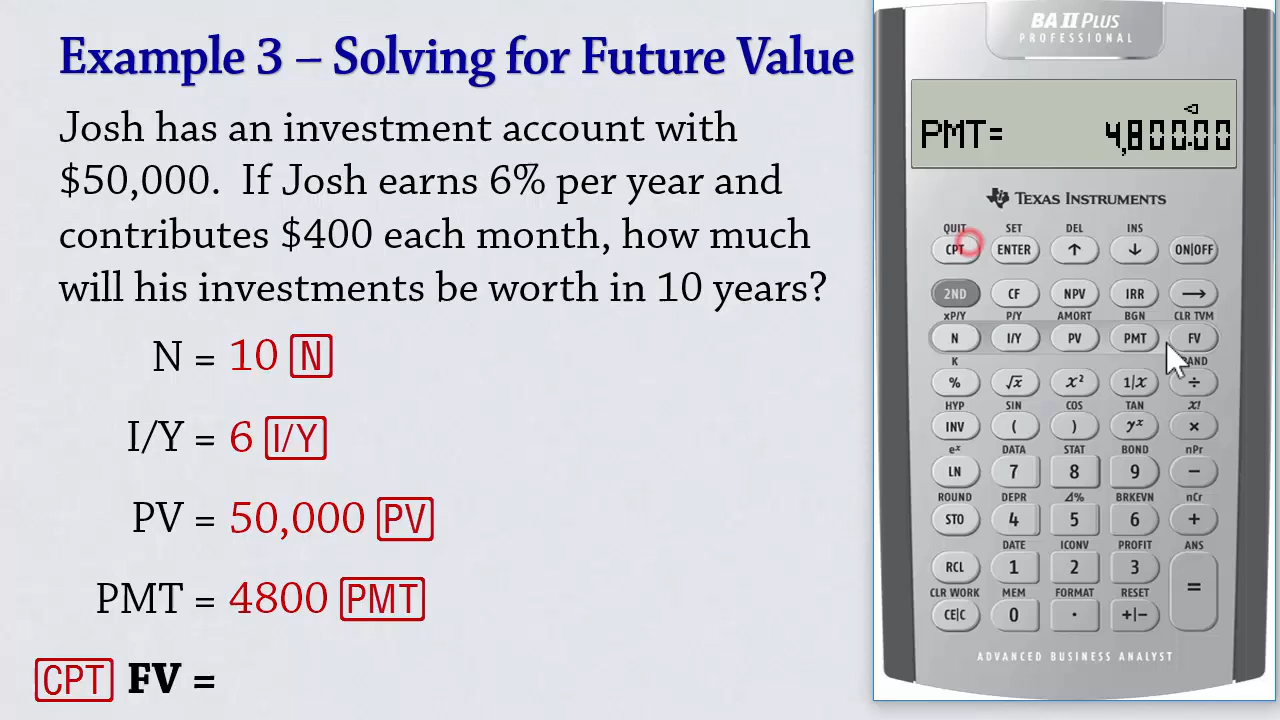 Example 3 – Solving for Future Value
Josh has an investment account with
$50,000.  If Josh earns 6% per year and
contributes $400 each month, how much
will his investments be worth in 10 years?
N = 10 N
I/Y = 6 I/Y
PV = 50,000 PV
PMT = 4800 PMT
CPT FV =
BA II Plus
PROFESSIONAL
PMT= 4,800.00
TEXAS INSTRUMENTS
QUIT SET DEL INS
CPT ENTER ↑ ↓ ON|OFF
2ND CF NPV IRR →
xP/Y P/Y AMORT BGN CLR TVM
N I/Y PV PMT FV
K RAND
% √x x² 1/x ÷
HYP SIN COS TAN x!
INV ( ) yˣ ×
eˣ DATA STAT BOND nPr
LN 7 8 9 −
ROUND DEPR Δ% BRKEVN nCr
STO 4 5 6 +
DATE ICONV PROFIT ANS
RCL 1 2 3 =
CLR WORK MEM FORMAT RESET
CE|C 0 . +|−
ADVANCED BUSINESS ANALYST